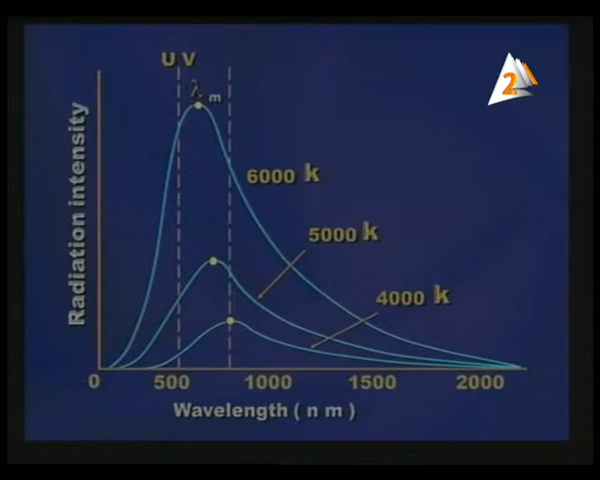 U V
λ m
2
6000 k
5000 k
4000 k
Radiation intensity
0 500 1000 1500 2000
Wavelength ( n m )